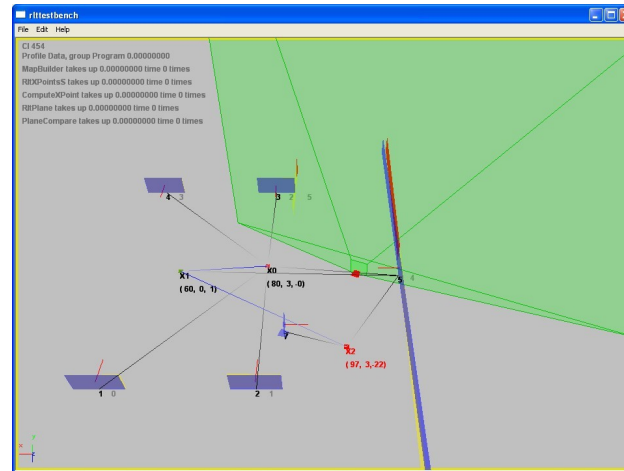 rlttestbench
File Edit Help
CI 454
Profile Data, group Program 0.00000000
MapBuilder takes up 0.00000000 time 0 times
RltXPointsS takes up 0.00000000 time 0 times
ComputeXPoint takes up 0.00000000 time 0 times
RltPlane takes up 0.00000000 time 0 times
PlaneCompare takes up 0.00000000 time 0 times
4 3
3 2 5
X1
X0
5 4
(60, 0, 1)
(80, 3, -0)
7
X2
(97, 3,-22)
1 0
2 1
x y z